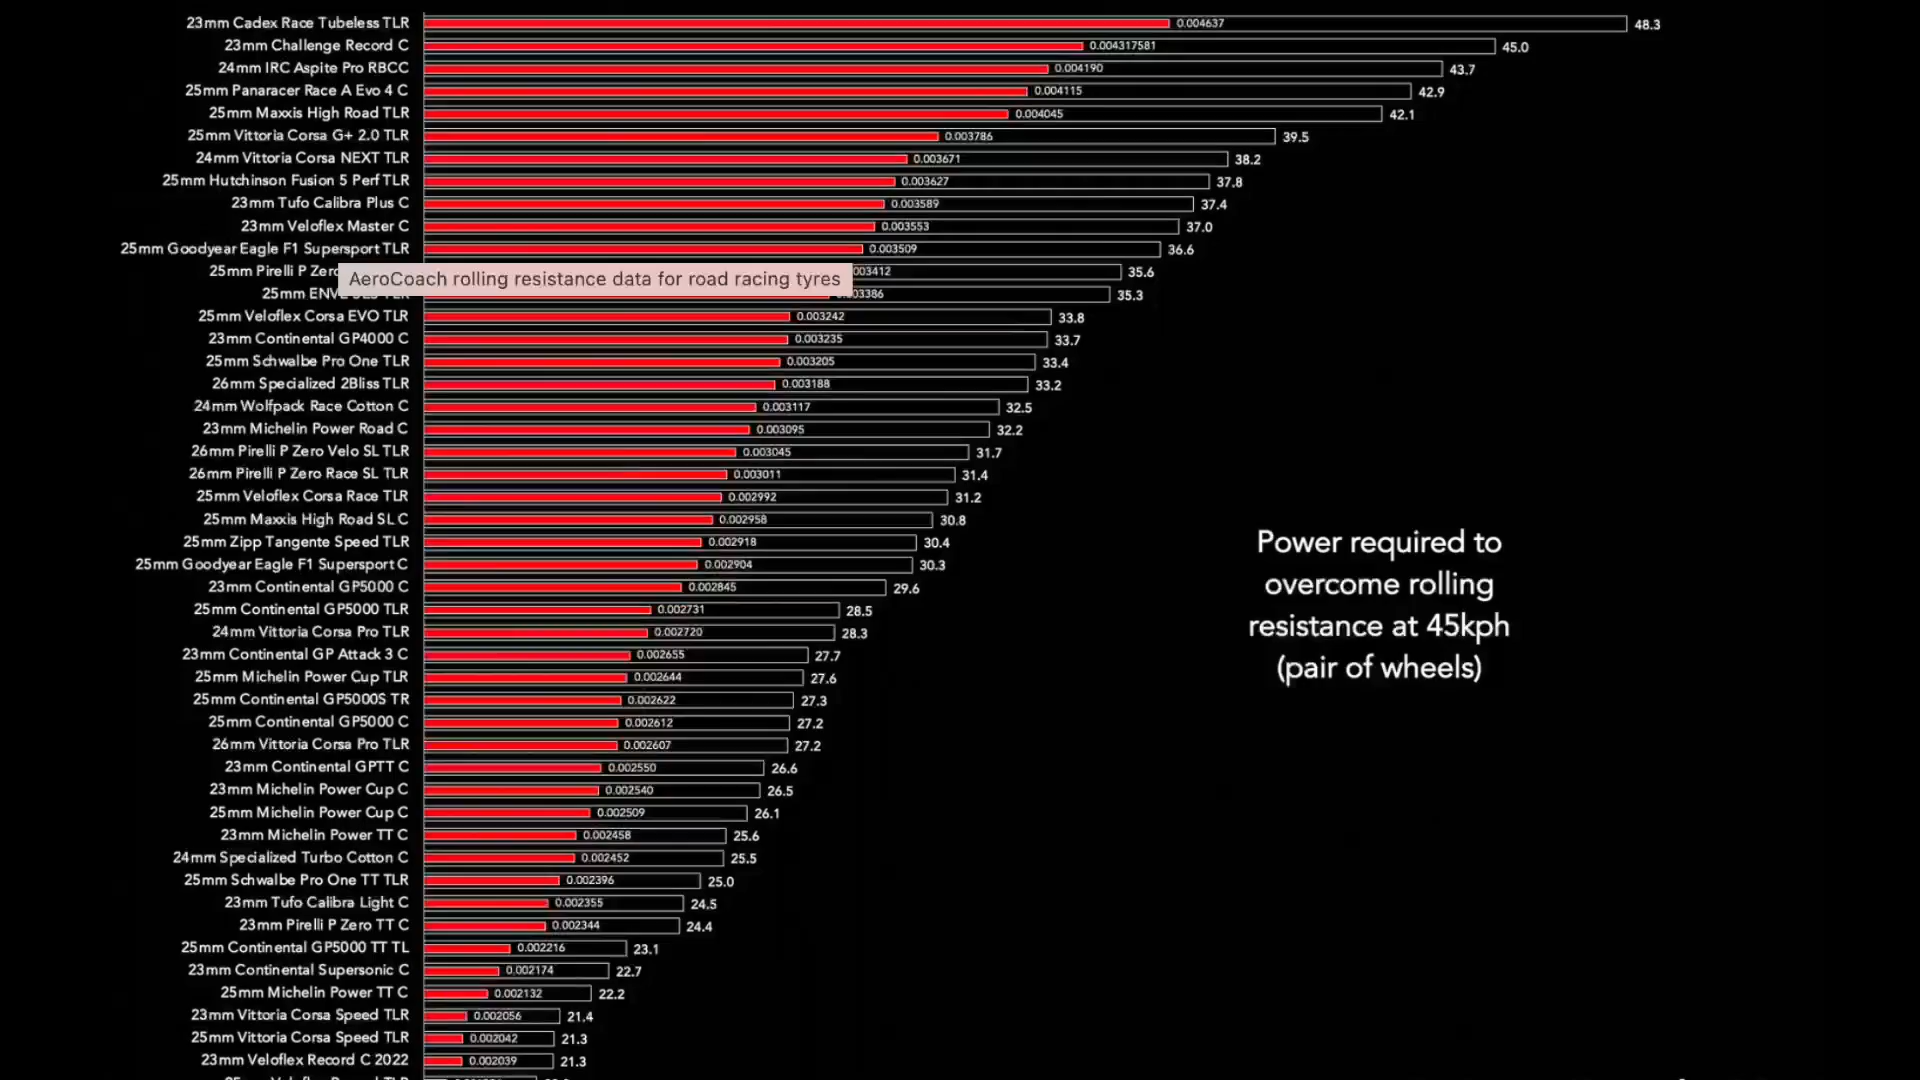 23mm Cadex Race Tubeless TLR 0.004637 48.3
23mm Challenge Record C 0.004317581 45.0
24mm IRC Aspite Pro RBCC 0.004190 43.7
25mm Panaracer Race A Evo 4 C 0.004115 42.9
25mm Maxxis High Road TLR 0.004045 42.1
25mm Vittoria Corsa G+ 2.0 TLR 0.003786 39.5
24mm Vittoria Corsa NEXT TLR 0.003671 38.2
25mm Hutchinson Fusion 5 Perf TLR 0.003627 37.8
23mm Tufo Calibra Plus C 0.003589 37.4
23mm Veloflex Master C 0.003553 37.0
25mm Goodyear Eagle F1 Supersport TLR 0.003509 36.6
25mm Pirelli P Zero 003412 35.6
AeroCoach rolling resistance data for road racing tyres
25mm ENVE 003386 35.3
25mm Veloflex Corsa EVO TLR 0.003242 33.8
23mm Continental GP4000 C 0.003235 33.7
25mm Schwalbe Pro One TLR 0.003205 33.4
26mm Specialized 2Bliss TLR 0.003188 33.2
24mm Wolfpack Race Cotton C 0.003117 32.5
23mm Michelin Power Road C 0.003095 32.2
26mm Pirelli P Zero Velo SL TLR 0.003045 31.7
26mm Pirelli P Zero Race SL TLR 0.003011 31.4
25mm Veloflex Corsa Race TLR 0.002992 31.2
25mm Maxxis High Road SL C 0.002958 30.8
25mm Zipp Tangente Speed TLR 0.002918 30.4
25mm Goodyear Eagle F1 Supersport C 0.002904 30.3
23mm Continental GP5000 C 0.002845 29.6
25mm Continental GP5000 TLR 0.002731 28.5
24mm Vittoria Corsa Pro TLR 0.002720 28.3
23mm Continental GP Attack 3 C 0.002655 27.7
25mm Michelin Power Cup TLR 0.002644 27.6
25mm Continental GP5000S TR 0.002622 27.3
25mm Continental GP5000 C 0.002612 27.2
26mm Vittoria Corsa Pro TLR 0.002607 27.2
23mm Continental GPTT C 0.002550 26.6
23mm Michelin Power Cup C 0.002540 26.5
25mm Michelin Power Cup C 0.002509 26.1
23mm Michelin Power TT C 0.002458 25.6
24mm Specialized Turbo Cotton C 0.002452 25.5
25mm Schwalbe Pro One TT TLR 0.002396 25.0
23mm Tufo Calibra Light C 0.002355 24.5
23mm Pirelli P Zero TT C 0.002344 24.4
25mm Continental GP5000 TT TL 0.002216 23.1
23mm Continental Supersonic C 0.002174 22.7
25mm Michelin Power TT C 0.002132 22.2
23mm Vittoria Corsa Speed TLR 0.002056 21.4
25mm Vittoria Corsa Speed TLR 0.002042 21.3
23mm Veloflex Record C 2022 0.002039 21.3
Power required to
overcome rolling
resistance at 45kph
(pair of wheels)